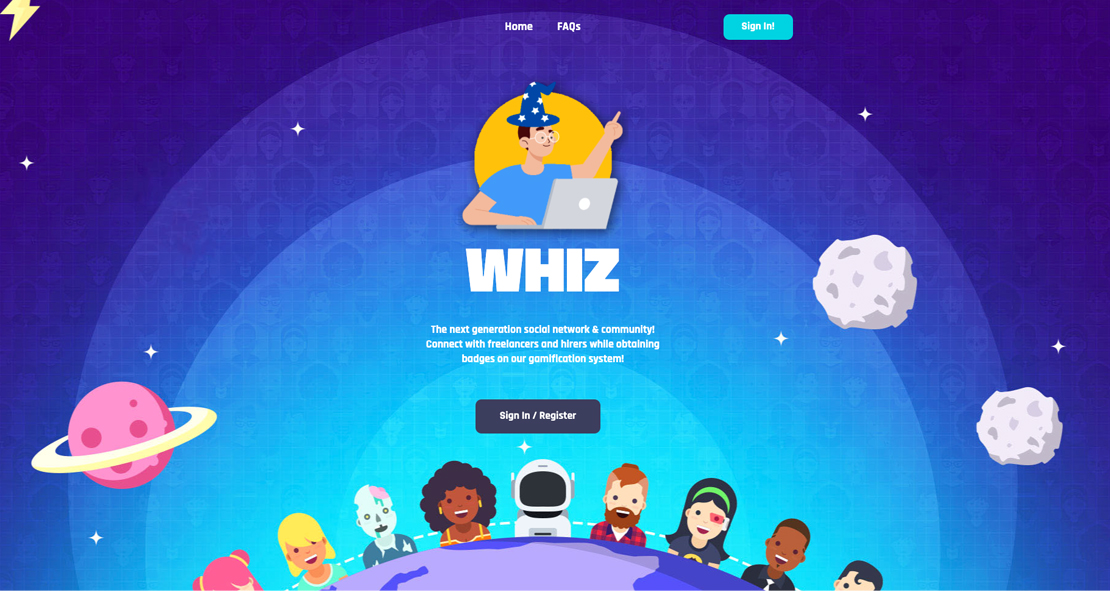 Home
FAQs
Sign In!
WHIZ
The next generation social network & community!
Connect with freelancers and hirers while obtaining
badges on our gamification system!
Sign In / Register